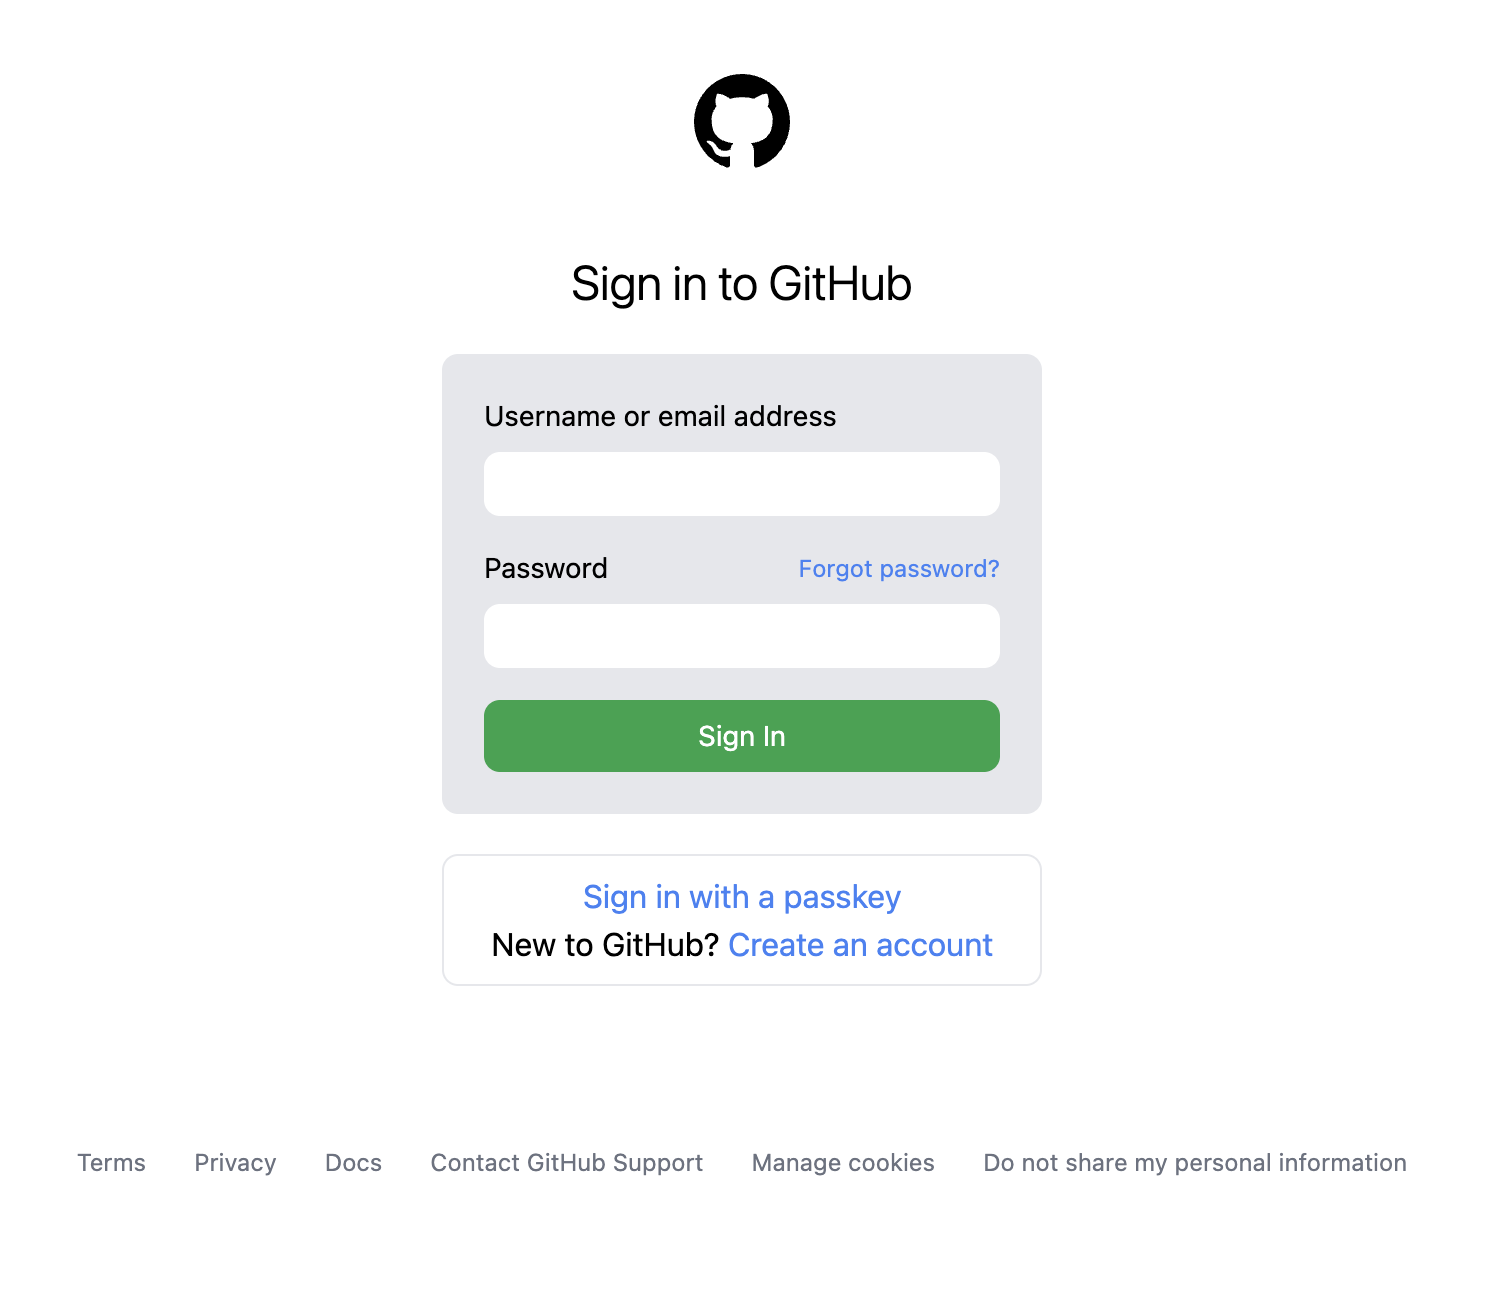 Sign in to GitHub
Username or email address
Password Forgot password?
Sign In
Sign in with a passkey
New to GitHub? Create an account
Terms Privacy Docs Contact GitHub Support Manage cookies Do not share my personal information